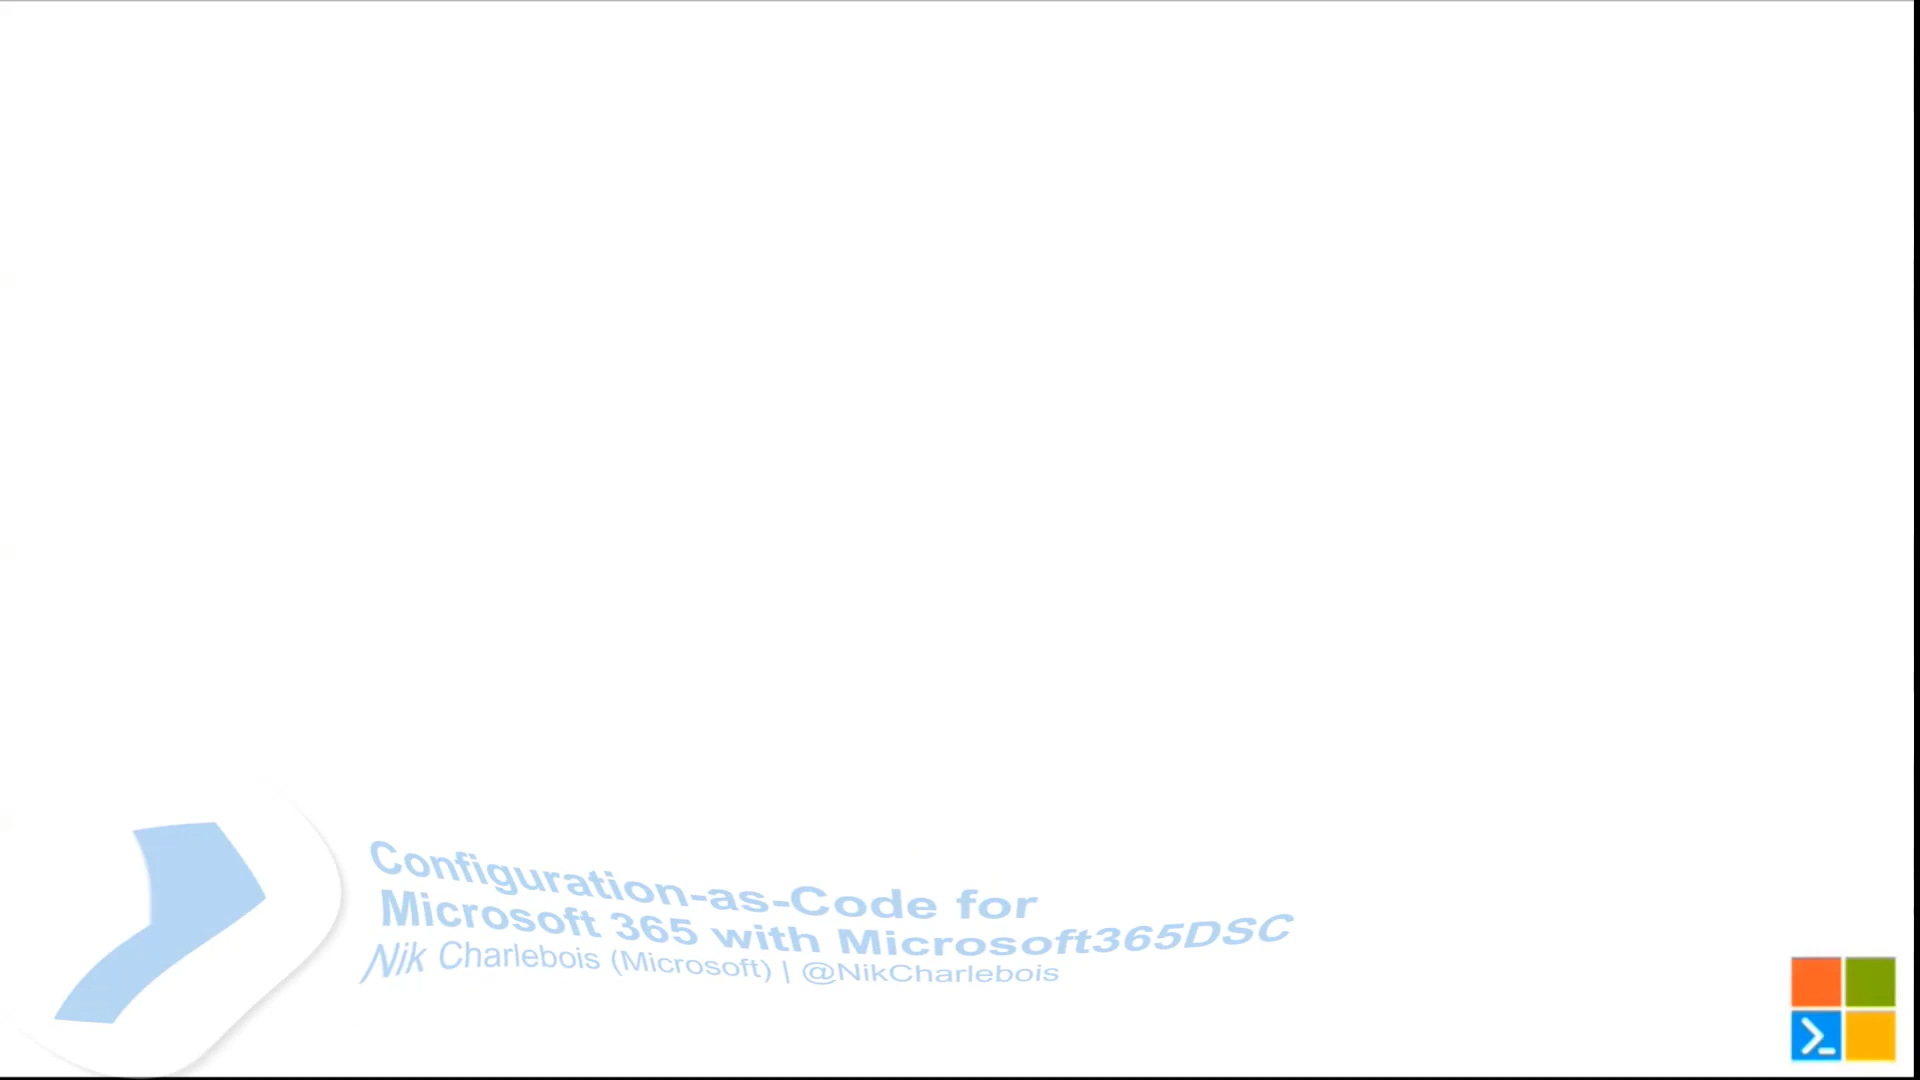 Configuration-as-Code for
Microsoft 365 with Microsoft365DSC
Nik Charlebois (Microsoft) | @NikCharlebois